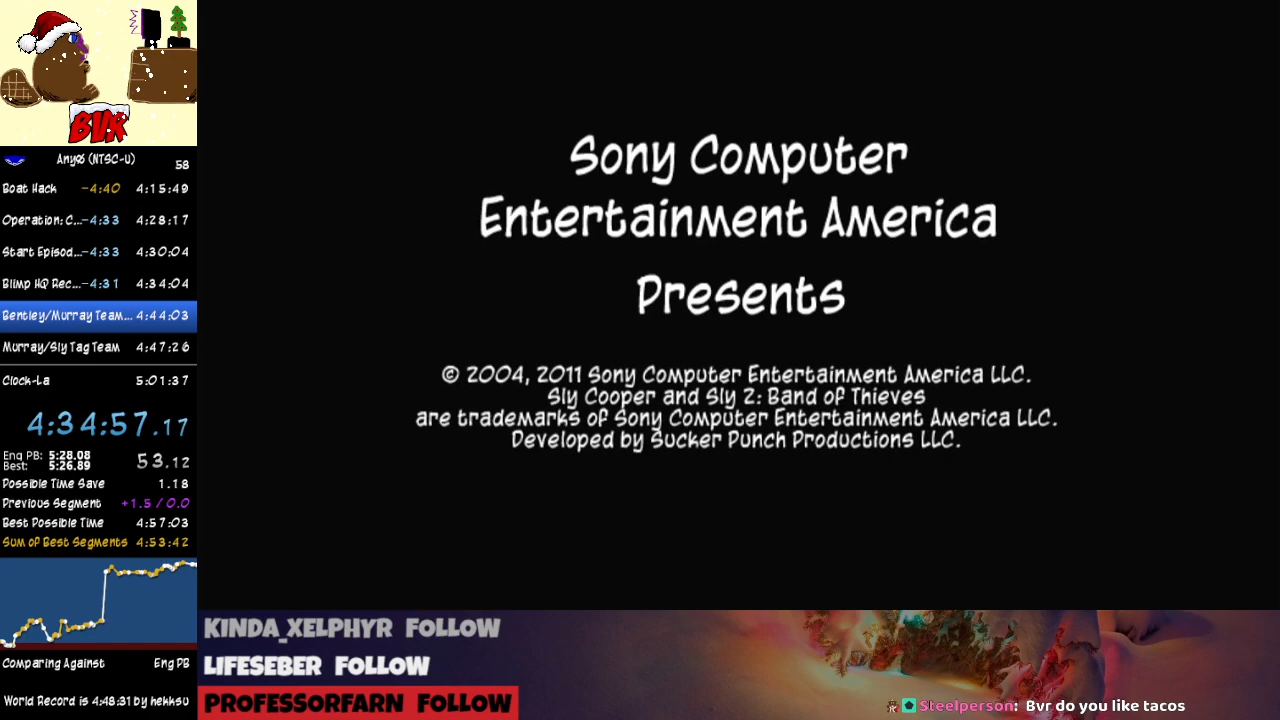 BVR
Any% (NTSC-U)
58
Boat Hack -4:40 4:15:49
Operation: C... -4:33 4:28:17
Start Episod... -4:33 4:30:04
Blimp HQ Rec... -4:31 4:34:04
Bentley/Murray Team... 4:44:03
Murray/Sly Tag Team 4:47:26
Clock-La 5:01:37
4:34:57.17
Eng PB: 5:28.08
Best: 5:26.89
53.12
Possible Time Save 1.18
Previous Segment +1.5 / 0.0
Best Possible Time 4:57:03
Sum of Best Segments 4:53:42
Comparing Against Eng PB
World Record is 4:48:31 by hekksu
Sony Computer
Entertainment America
Presents
© 2004, 2011 Sony Computer Entertainment America LLC.
Sly Cooper and Sly 2: Band of Thieves
are trademarks of Sony Computer Entertainment America LLC.
Developed by Sucker Punch Productions LLC.
KINDA_XELPHYR FOLLOW
LIFESEBER FOLLOW
PROFESSORFARN FOLLOW
Steelperson: Bvr do you like tacos